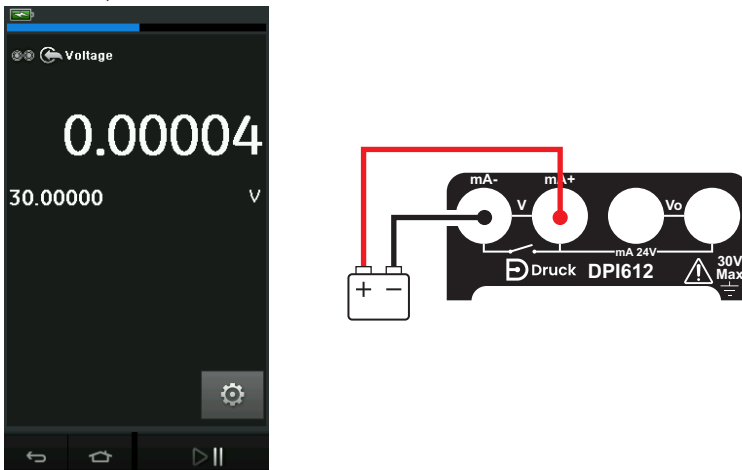 Voltage
0.00004
30.00000 V
mA- mA+
V Vo
mA 24V
Druck DPI612
30V
Max
+ −